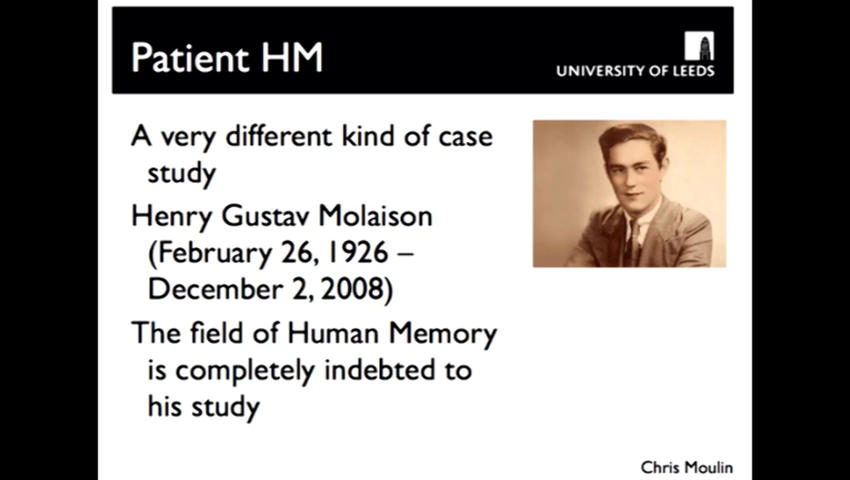 Patient HM
UNIVERSITY OF LEEDS
A very different kind of case
study
Henry Gustav Molaison
(February 26, 1926 –
December 2, 2008)
The field of Human Memory
is completely indebted to
his study
Chris Moulin